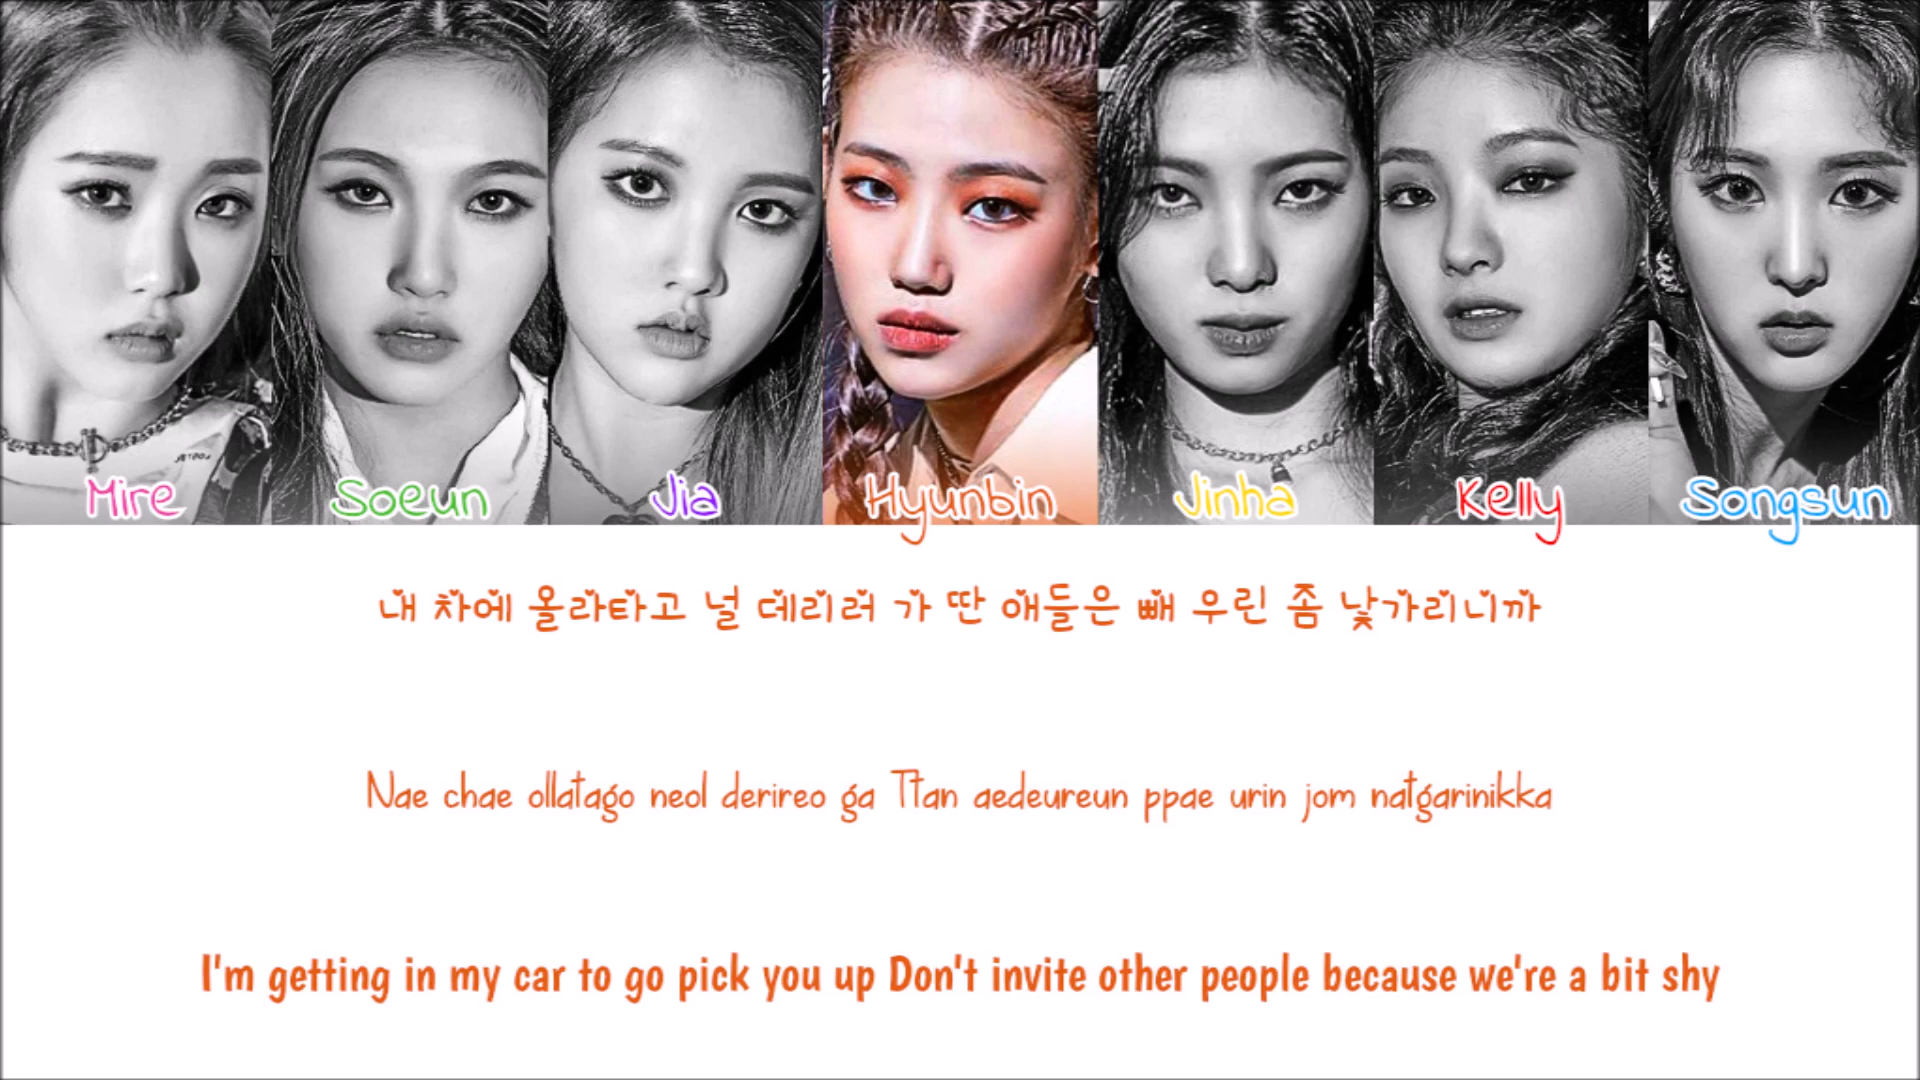 Mire Soeun Jia Hyunbin Jinha Kelly Songsun
내 차에 올라타고 널 데리러 가 딴 애들은 빼 우린 좀 낯가리니까
Nae chae ollatago neol derireo ga Ttan aedeureun ppae urin jom natgarinikka
I'm getting in my car to go pick you up Don't invite other people because we're a bit shy